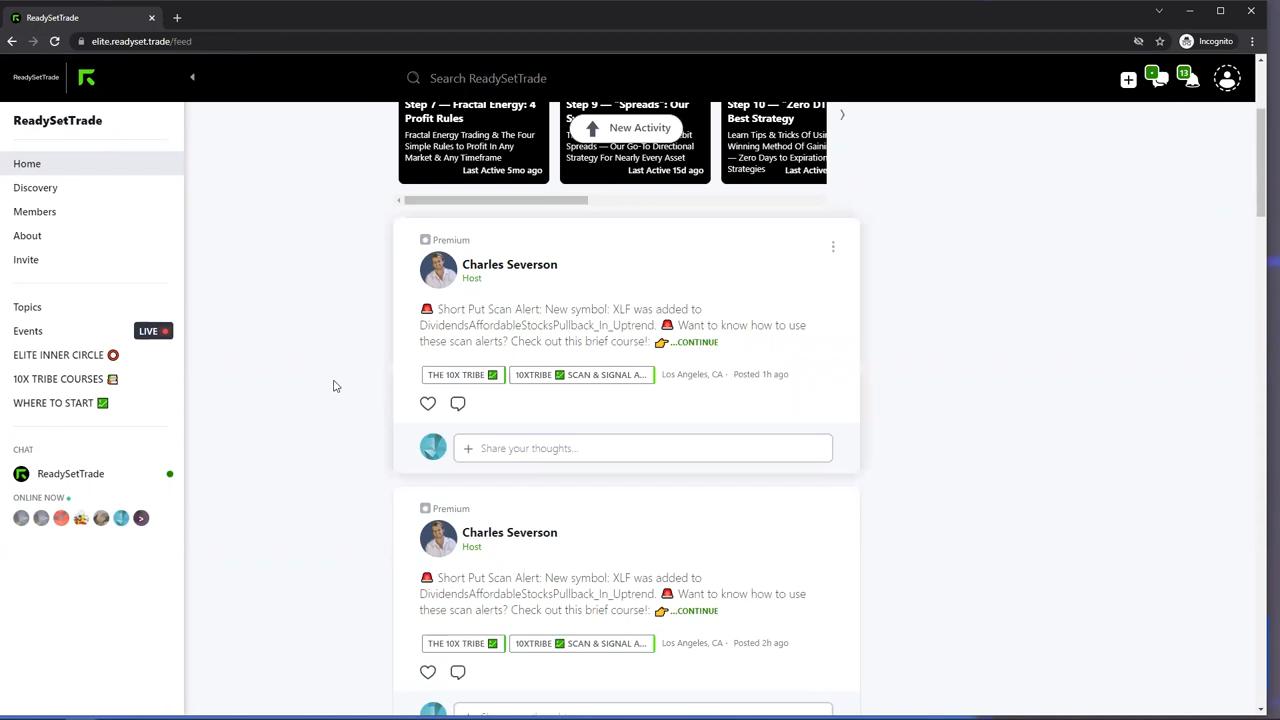 ReadySetTrade
elite.readyset.trade/feed
Incognito
ReadySetTrade
Search ReadySetTrade
13
ReadySetTrade
Home
Discovery
Members
About
Invite
Topics
Events
LIVE
ELITE INNER CIRCLE
10X TRIBE COURSES
WHERE TO START
CHAT
ReadySetTrade
ONLINE NOW
Step 7 — Fractal Energy: 4
Profit Rules
Fractal Energy Trading & The Four
Simple Rules to Profit In Any
Market & Any Timeframe
Last Active 5mo ago
Step 9 — "Spreads": Our
Spreads — Our Go-To Directional
Strategy For Nearly Every Asset
Last Active 15d ago
Step 10 — "Zero DT
Best Strategy
Learn Tips & Tricks Of Usin
Winning Method Of Gaini
— Zero Days to Expiration
Strategies
Last Active
New Activity
Premium
Charles Severson
Host
Short Put Scan Alert: New symbol: XLF was added to
DividendsAffordableStocksPullback_In_Uptrend. Want to know how to use
these scan alerts? Check out this brief course!: ...CONTINUE
THE 10X TRIBE 10XTRIBE SCAN & SIGNAL A... Los Angeles, CA · Posted 1h ago
Share your thoughts...
Premium
Charles Severson
Host
Short Put Scan Alert: New symbol: XLF was added to
DividendsAffordableStocksPullback_In_Uptrend. Want to know how to use
these scan alerts? Check out this brief course!: ...CONTINUE
THE 10X TRIBE 10XTRIBE SCAN & SIGNAL A... Los Angeles, CA · Posted 2h ago